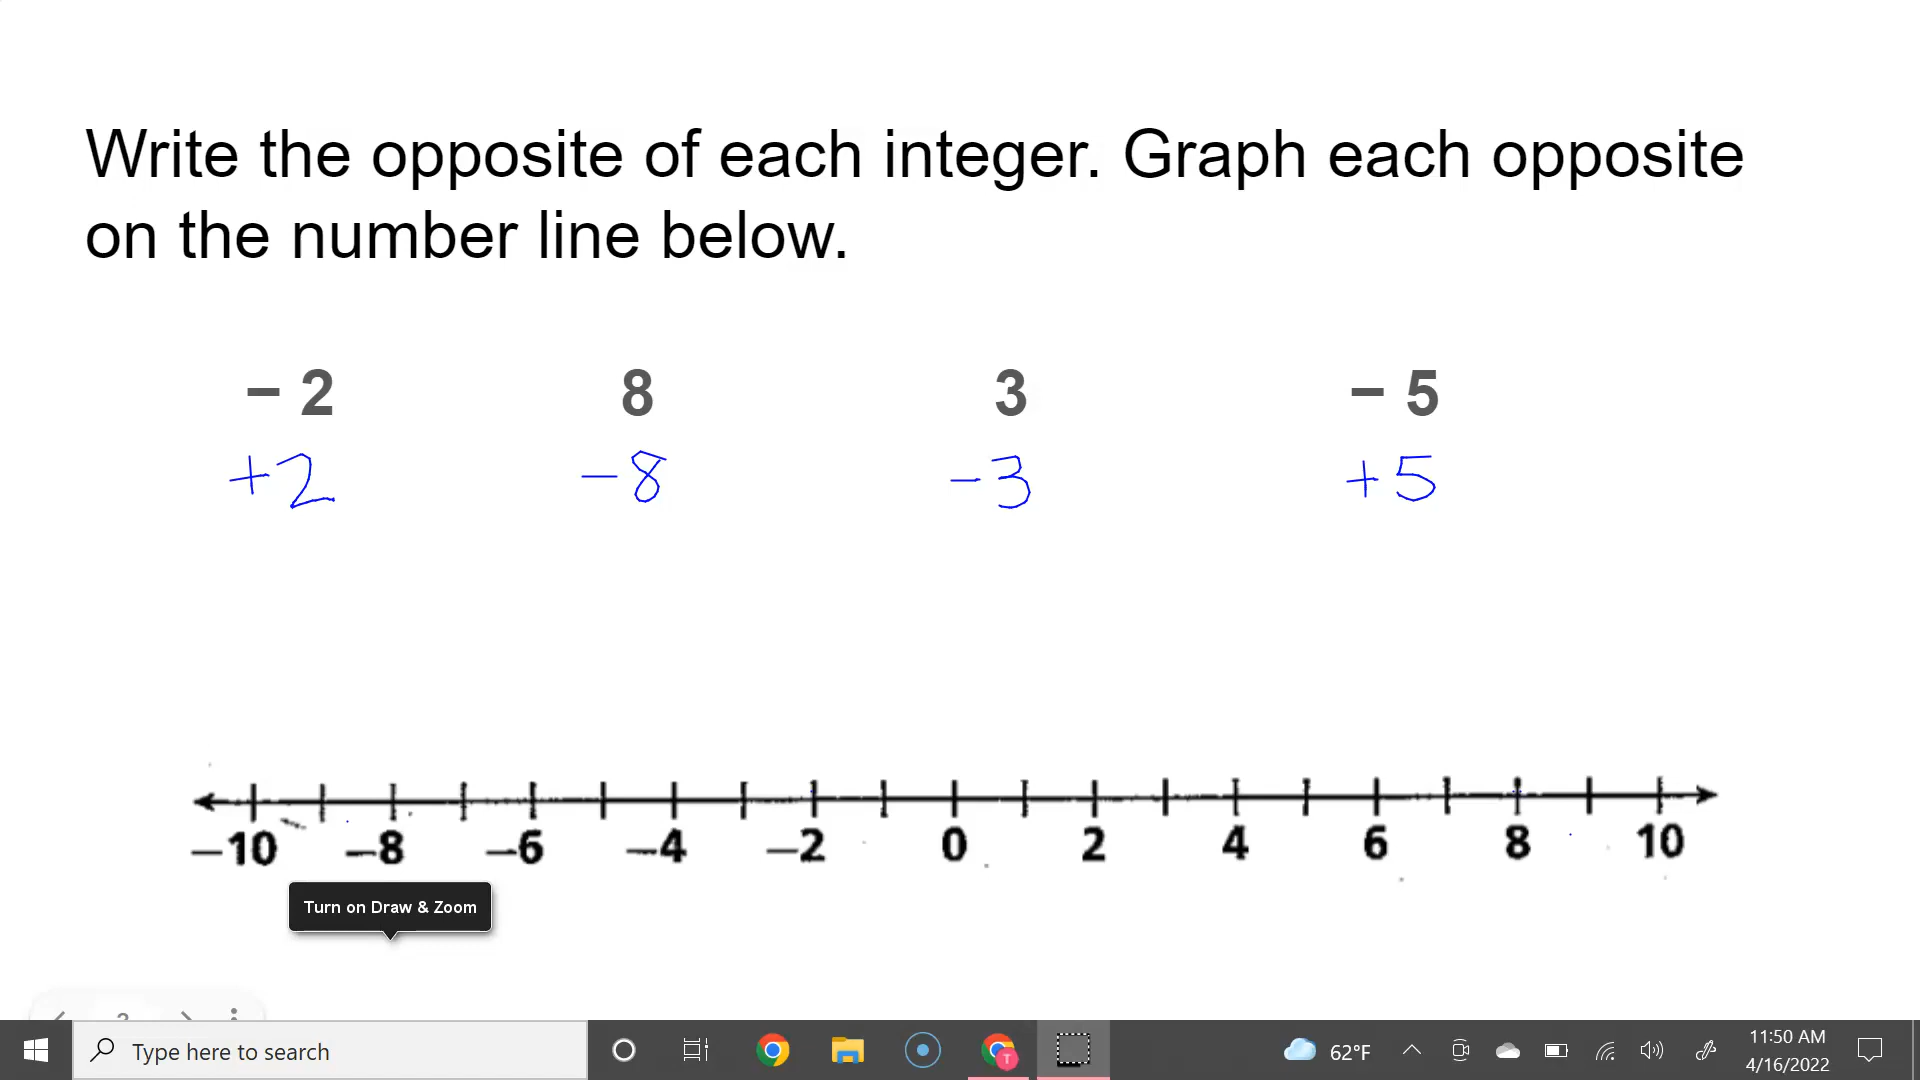 Write the opposite of each integer. Graph each opposite
on the number line below.
– 2 8 3 – 5
+2 -8 -3 +5
–10 –8 –6 –4 –2 0 2 4 6 8 10
Turn on Draw & Zoom
Type here to search
T
62°F
11:50 AM
4/16/2022